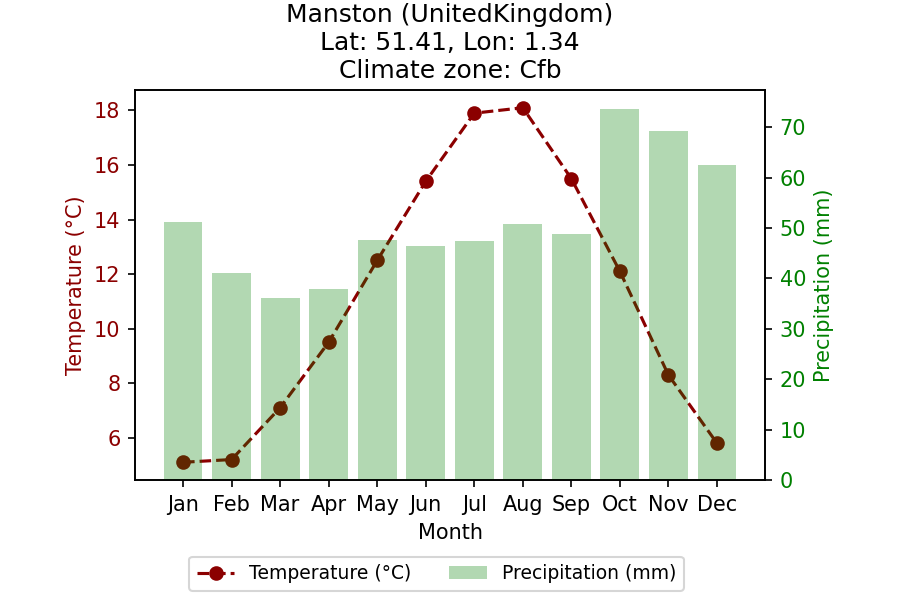 Manston (UnitedKingdom)
Lat: 51.41, Lon: 1.34
Climate zone: Cfb
Temperature (°C)
18
16
14
12
10
8
6
70
60
50
40
30
20
10
0
Precipitation (mm)
Jan Feb Mar Apr May Jun Jul Aug Sep Oct Nov Dec
Month
Temperature (°C) Precipitation (mm)